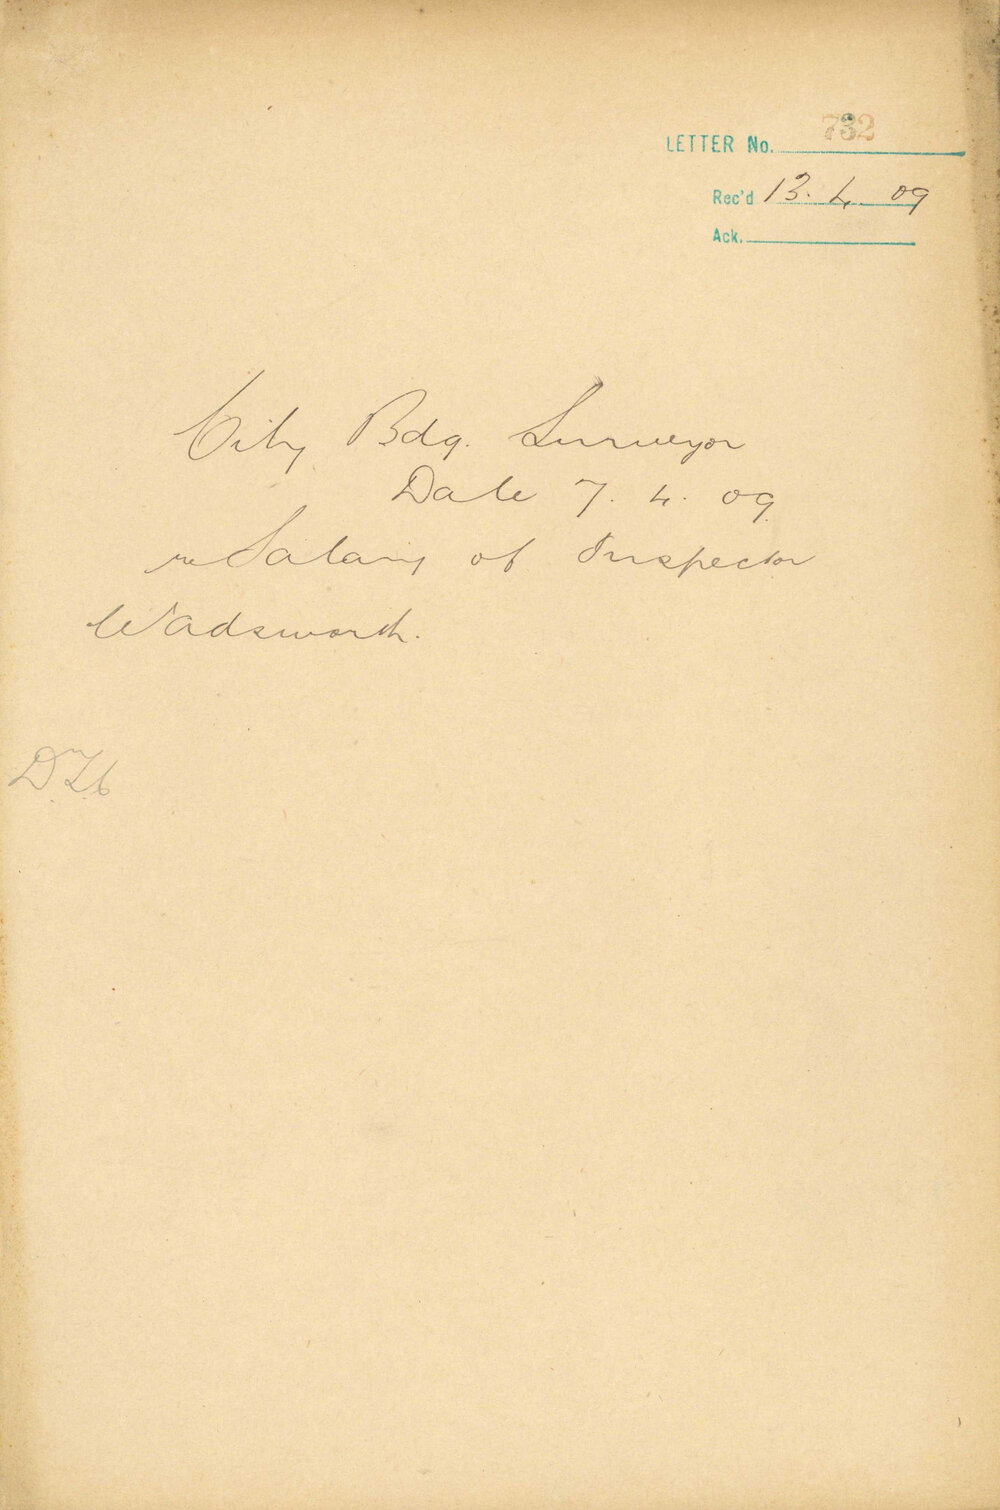 LETTER No. 732
Rec'd 13. 4. 09
Ack.
City Bdg. Surveyor
Date 7. 4. 09.
re Salary of Inspector
Wadsworth.